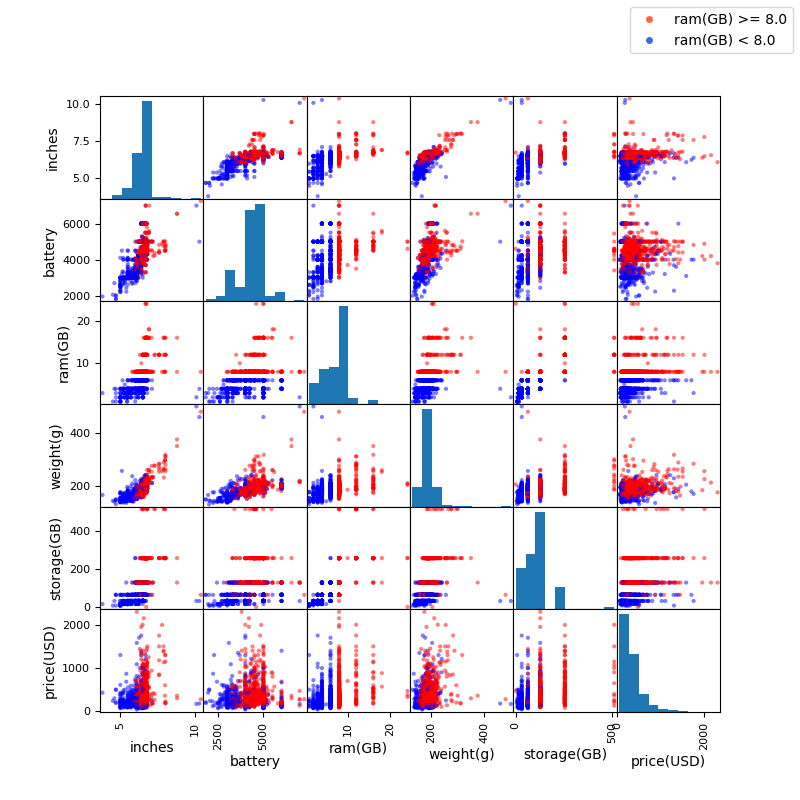 ram(GB) >= 8.0
ram(GB) < 8.0
10.0
7.5
5.0
inches
6000
4000
2000
battery
20
10
ram(GB)
400
200
weight(g)
400
200
0
storage(GB)
2000
1000
0
price(USD)
5
10
inches
2500
5000
battery
10
20
ram(GB)
200
400
weight(g)
0
500
storage(GB)
0
2000
price(USD)